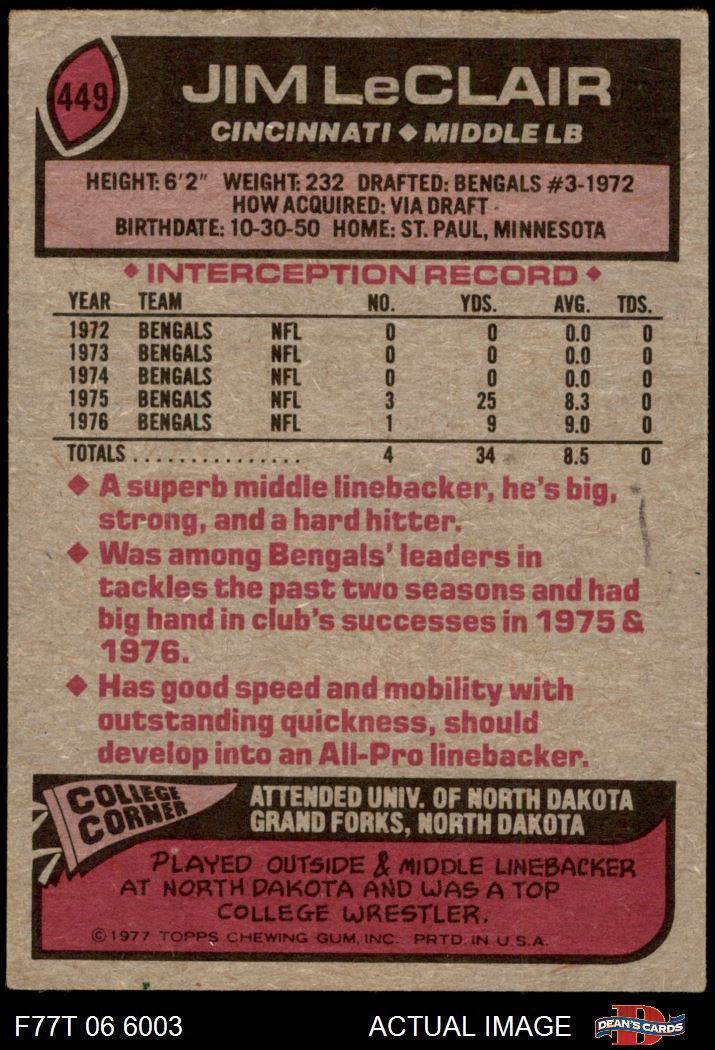 449
JIM LeCLAIR
CINCINNATI ◆ MIDDLE LB
HEIGHT: 6'2" WEIGHT: 232 DRAFTED: BENGALS #3-1972
HOW ACQUIRED: VIA DRAFT
BIRTHDATE: 10-30-50 HOME: ST. PAUL, MINNESOTA
◆ INTERCEPTION RECORD ◆
YEAR TEAM NO. YDS. AVG. TDS.
1972 BENGALS NFL 0 0 0.0 0
1973 BENGALS NFL 0 0 0.0 0
1974 BENGALS NFL 0 0 0.0 0
1975 BENGALS NFL 3 25 8.3 0
1976 BENGALS NFL 1 9 9.0 0
TOTALS ................ 4 34 8.5 0
◆ A superb middle linebacker, he's big,
strong, and a hard hitter.
◆ Was among Bengals' leaders in
tackles the past two seasons and had
big hand in club's successes in 1975 &
1976.
◆ Has good speed and mobility with
outstanding quickness, should
develop into an All-Pro linebacker.
COLLEGE
CORNER
ATTENDED UNIV. OF NORTH DAKOTA
GRAND FORKS, NORTH DAKOTA
PLAYED OUTSIDE & MIDDLE LINEBACKER
AT NORTH DAKOTA AND WAS A TOP
COLLEGE WRESTLER.
©1977 TOPPS CHEWING GUM, INC. PRTD. IN U.S.A.
F77T 06 6003 ACTUAL IMAGE
D
DEAN'S CARDS